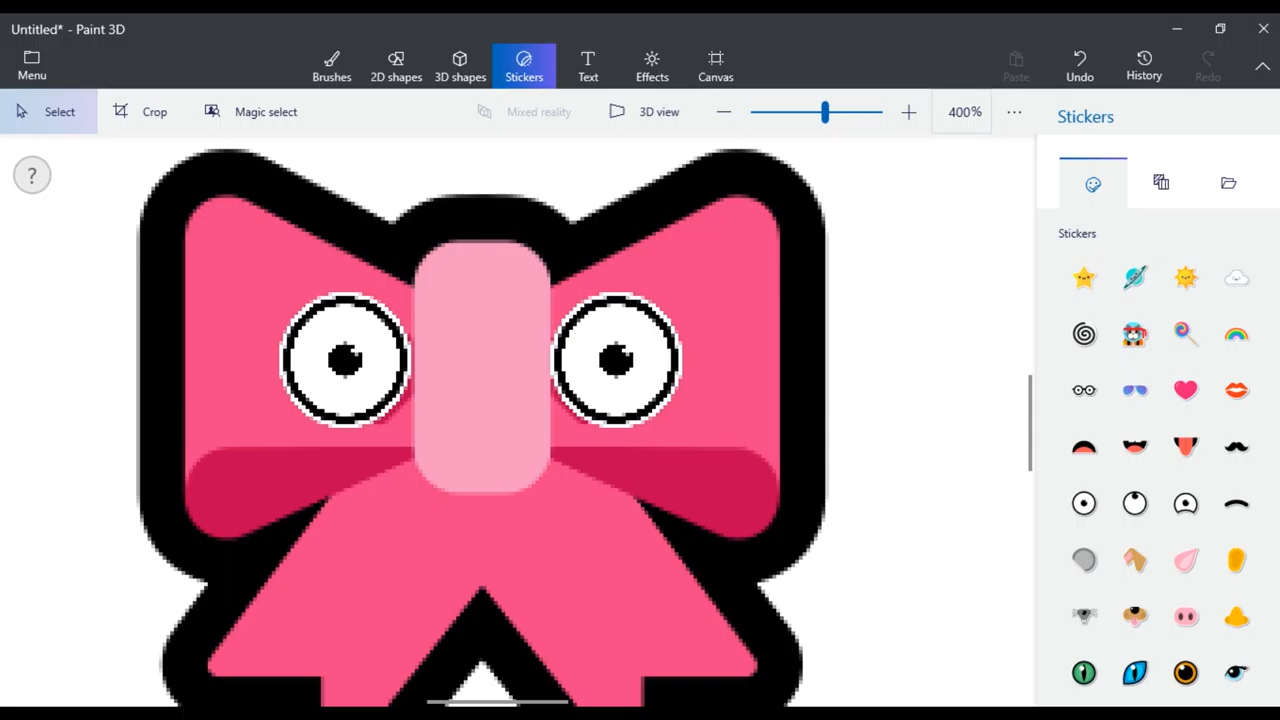 Untitled* - Paint 3D
Menu
Brushes
2D shapes
3D shapes
Stickers
Text
Effects
Canvas
Paste
Undo
History
Redo
Select
Crop
Magic select
Mixed reality
3D view
400%
Stickers
?
Stickers